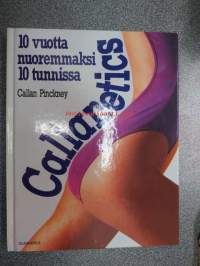 10 vuotta
nuoremmaksi
10 tunnissa
Callan Pinckney
Callanetics